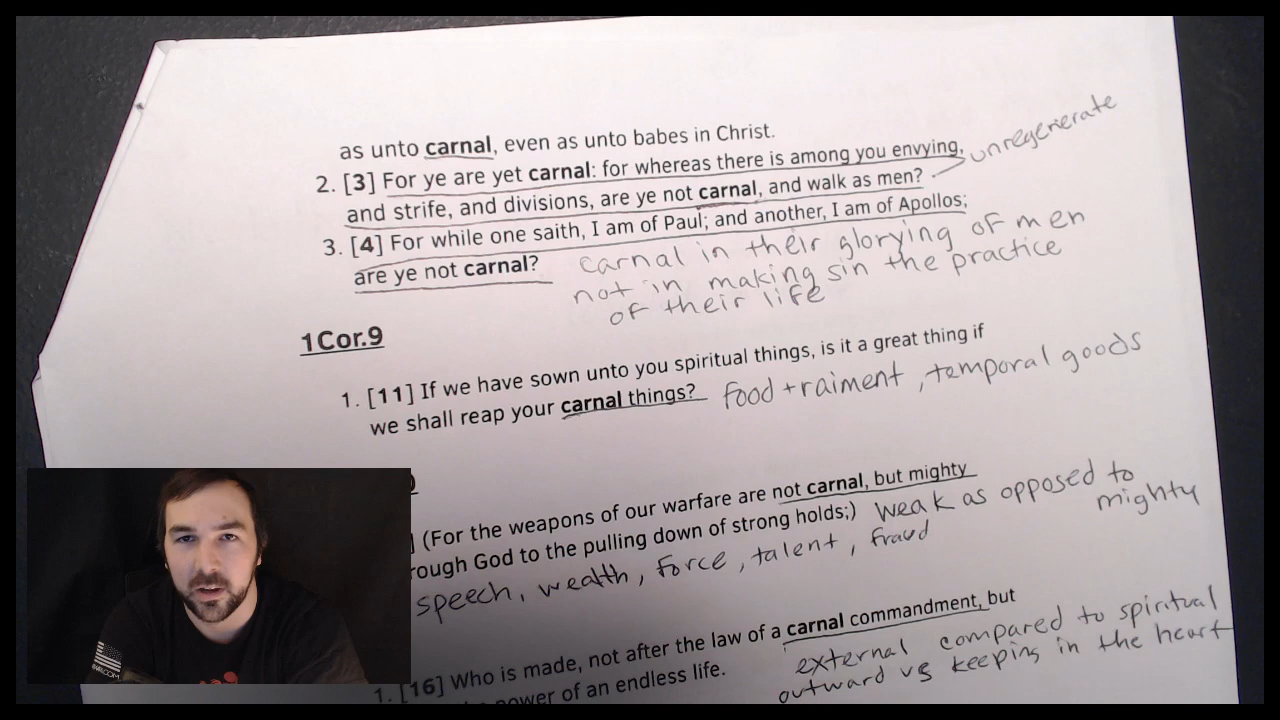 as unto carnal, even as unto babes in Christ.
2. [3] For ye are yet carnal: for whereas there is among you envying,
unregenerate
and strife, and divisions, are ye not carnal, and walk as men?
3. [4] For while one saith, I am of Paul; and another, I am of Apollos;
are ye not carnal?
carnal in their glorying of men
not in making sin the practice
of their life
1Cor.9
1. [11] If we have sown unto you spiritual things, is it a great thing if
we shall reap your carnal things? food + raiment, temporal goods
] (For the weapons of our warfare are not carnal, but mighty
rough God to the pulling down of strong holds;) weak as opposed to
mighty
speech, wealth, force, talent, fraud
1. [16] Who is made, not after the law of a carnal commandment, but
power of an endless life.
external compared to spiritual
outward vs keeping in the heart